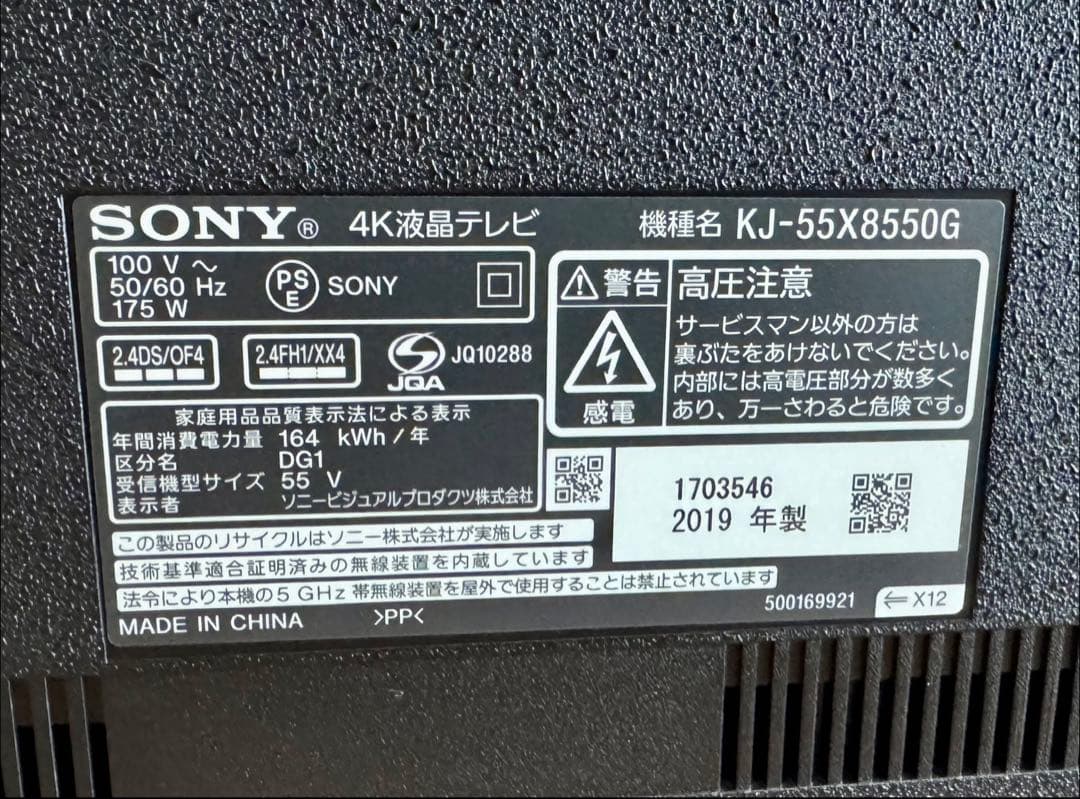 SONY® 4K液晶テレビ 機種名 KJ-55X8550G
100 V ～
50/60 Hz
175 W
PS
E
SONY
2.4DS/OF4
2.4FH1/XX4
JQA
JQ10288
家庭用品品質表示法による表示
年間消費電力量 164 kWh/年
区分名 DG1
受信機型サイズ 55 V
表示者 ソニービジュアルプロダクツ株式会社
警告
感電
高圧注意
サービスマン以外の方は
裏ぶたをあけないでください。
内部には高電圧部分が数多く
あり、万一さわると危険です。
1703546
2019 年製
この製品のリサイクルはソニー株式会社が実施します
技術基準適合証明済みの無線装置を内蔵しています
法令により本機の5 GHz 帯無線装置を屋外で使用することは禁止されています
MADE IN CHINA >PP<
500169921
⇐ X12